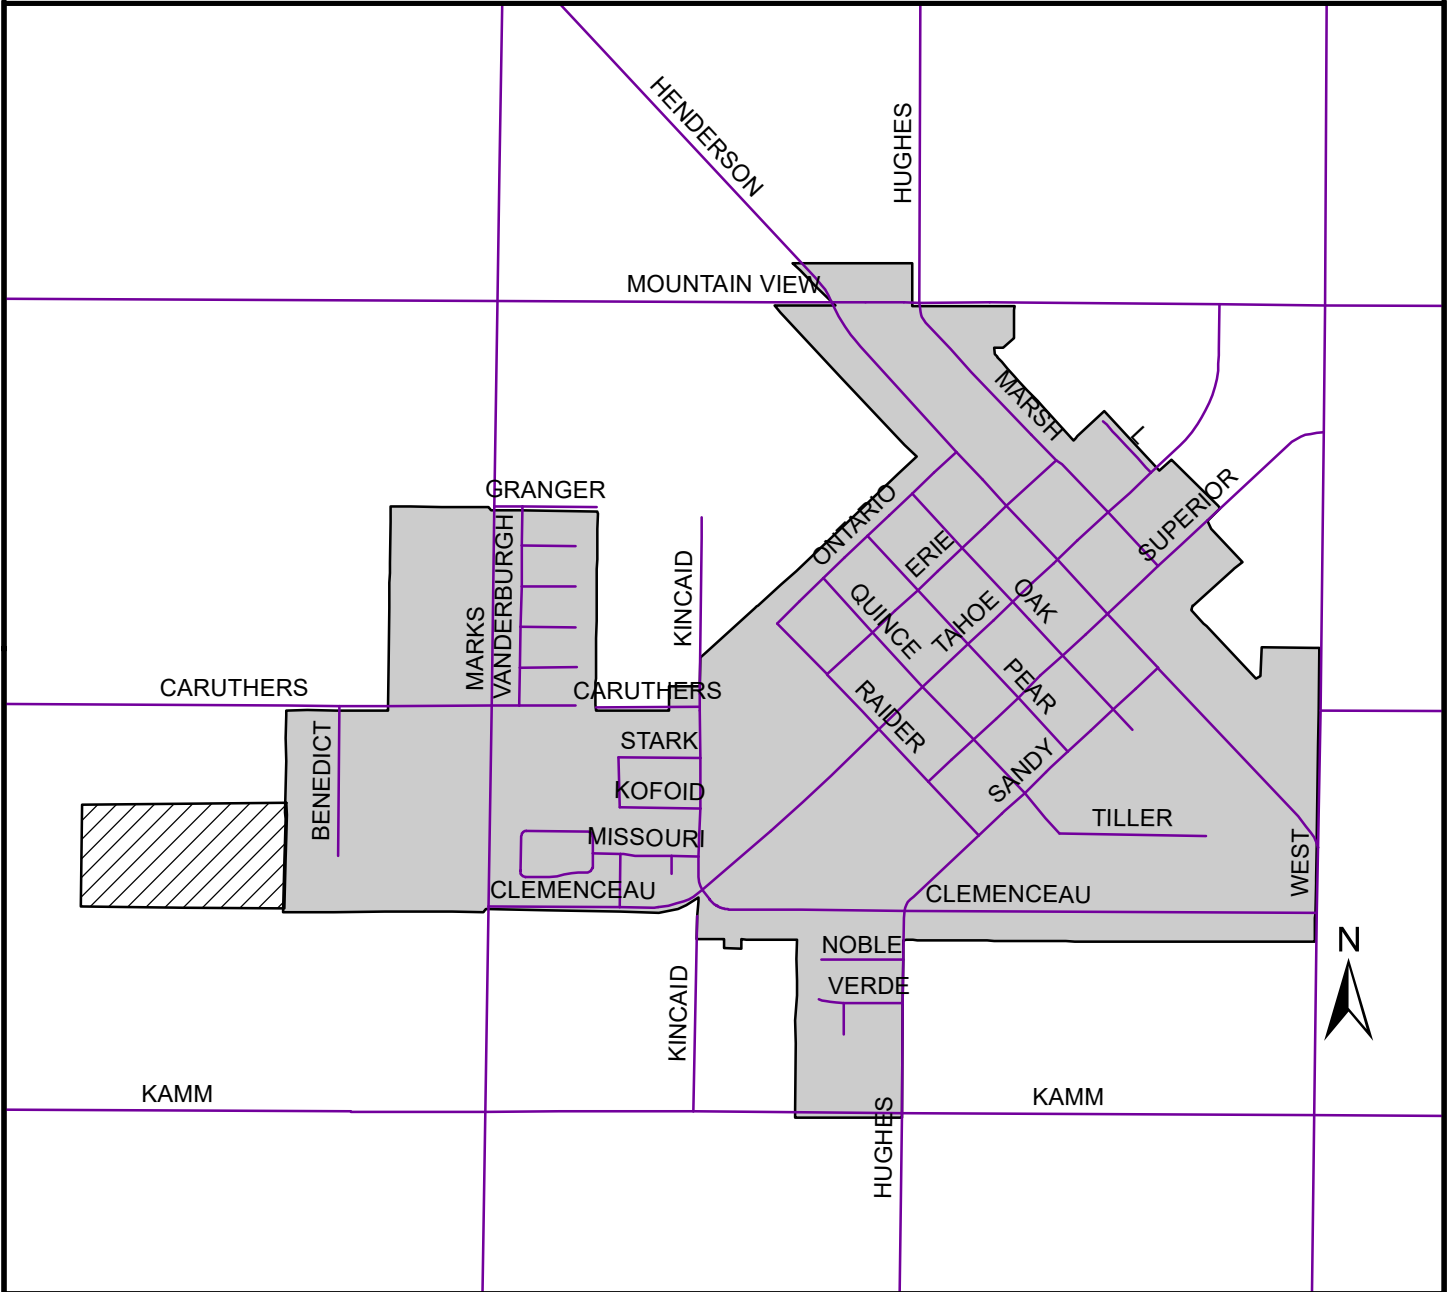 HENDERSON
HUGHES
MOUNTAIN VIEW
MARSH
L
GRANGER
ONTARIO
SUPERIOR
VANDERBURGH
ERIE
KINCAID
MARKS
QUINCE
TAHOE
OAK
CARUTHERS
CARUTHERS
PEAR
RAIDER
BENEDICT
STARK
SANDY
KOFOID
TILLER
MISSOURI
WEST
CLEMENCEAU
CLEMENCEAU
NOBLE
N
VERDE
KINCAID
KAMM
KAMM
HUGHES